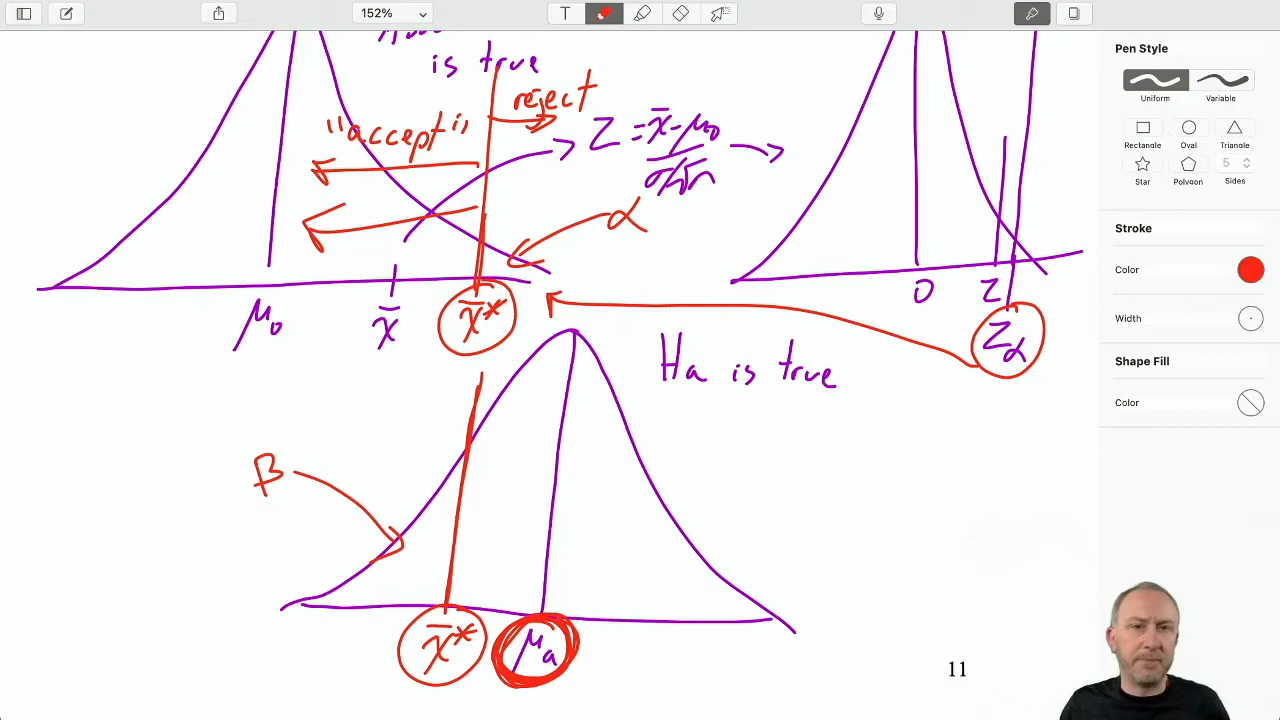 152%
T
Pen Style
Uniform
Variable
Rectangle
Oval
Triangle
Star
Polygon
5
Sides
Stroke
Color
Width
Shape Fill
Color
is true
reject
"accept"
Z = x̄-μ₀
σ/√n
α
μ₀
x̄
x̄*
0
Z
Zα
Ha is true
β
x̄*
μa
11